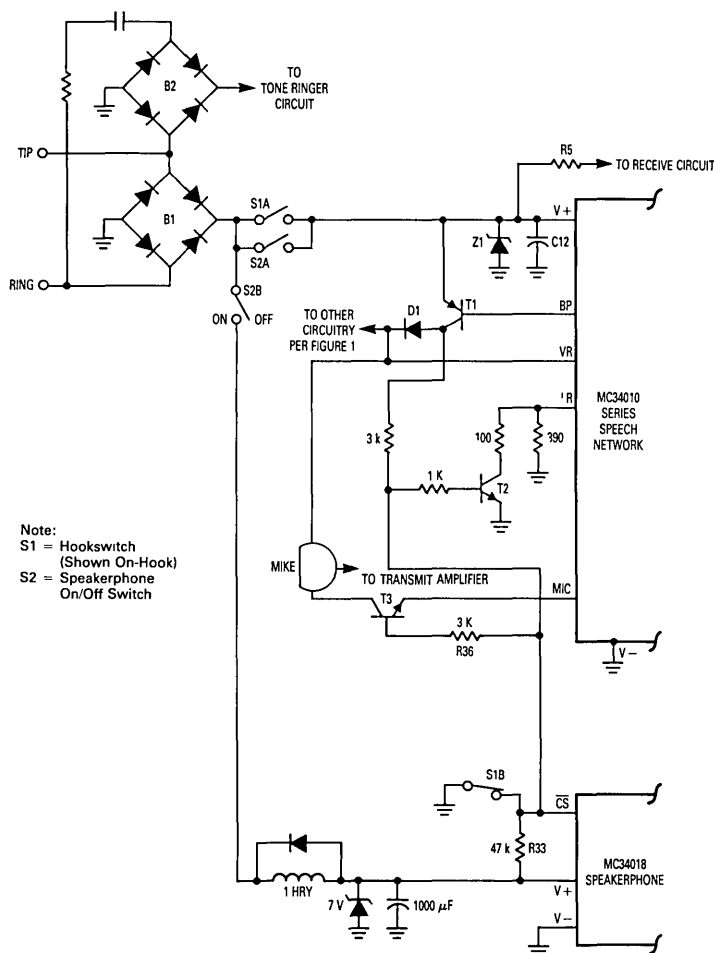 B2
TO
TONE RINGER
CIRCUIT
TIP
B1
RING
S1A
S2A
S2B
ON
OFF
R5
TO RECEIVE CIRCUIT
V+
Z1
C12
T1
D1
TO OTHER
CIRCUITRY
PER FIGURE 1
BP
VR
MC34010
SERIES
SPEECH
NETWORK
3 k
100
390
1 K
T2
Note:
S1 = Hookswitch
(Shown On-Hook)
S2 = Speakerphone
On/Off Switch
MIKE
TO TRANSMIT AMPLIFIER
T3
MIC
3 K
R36
V-
S1B
CS
47 k
R33
MC34018
SPEAKERPHONE
1 HRY
7 V
1000 μF
V+
V-